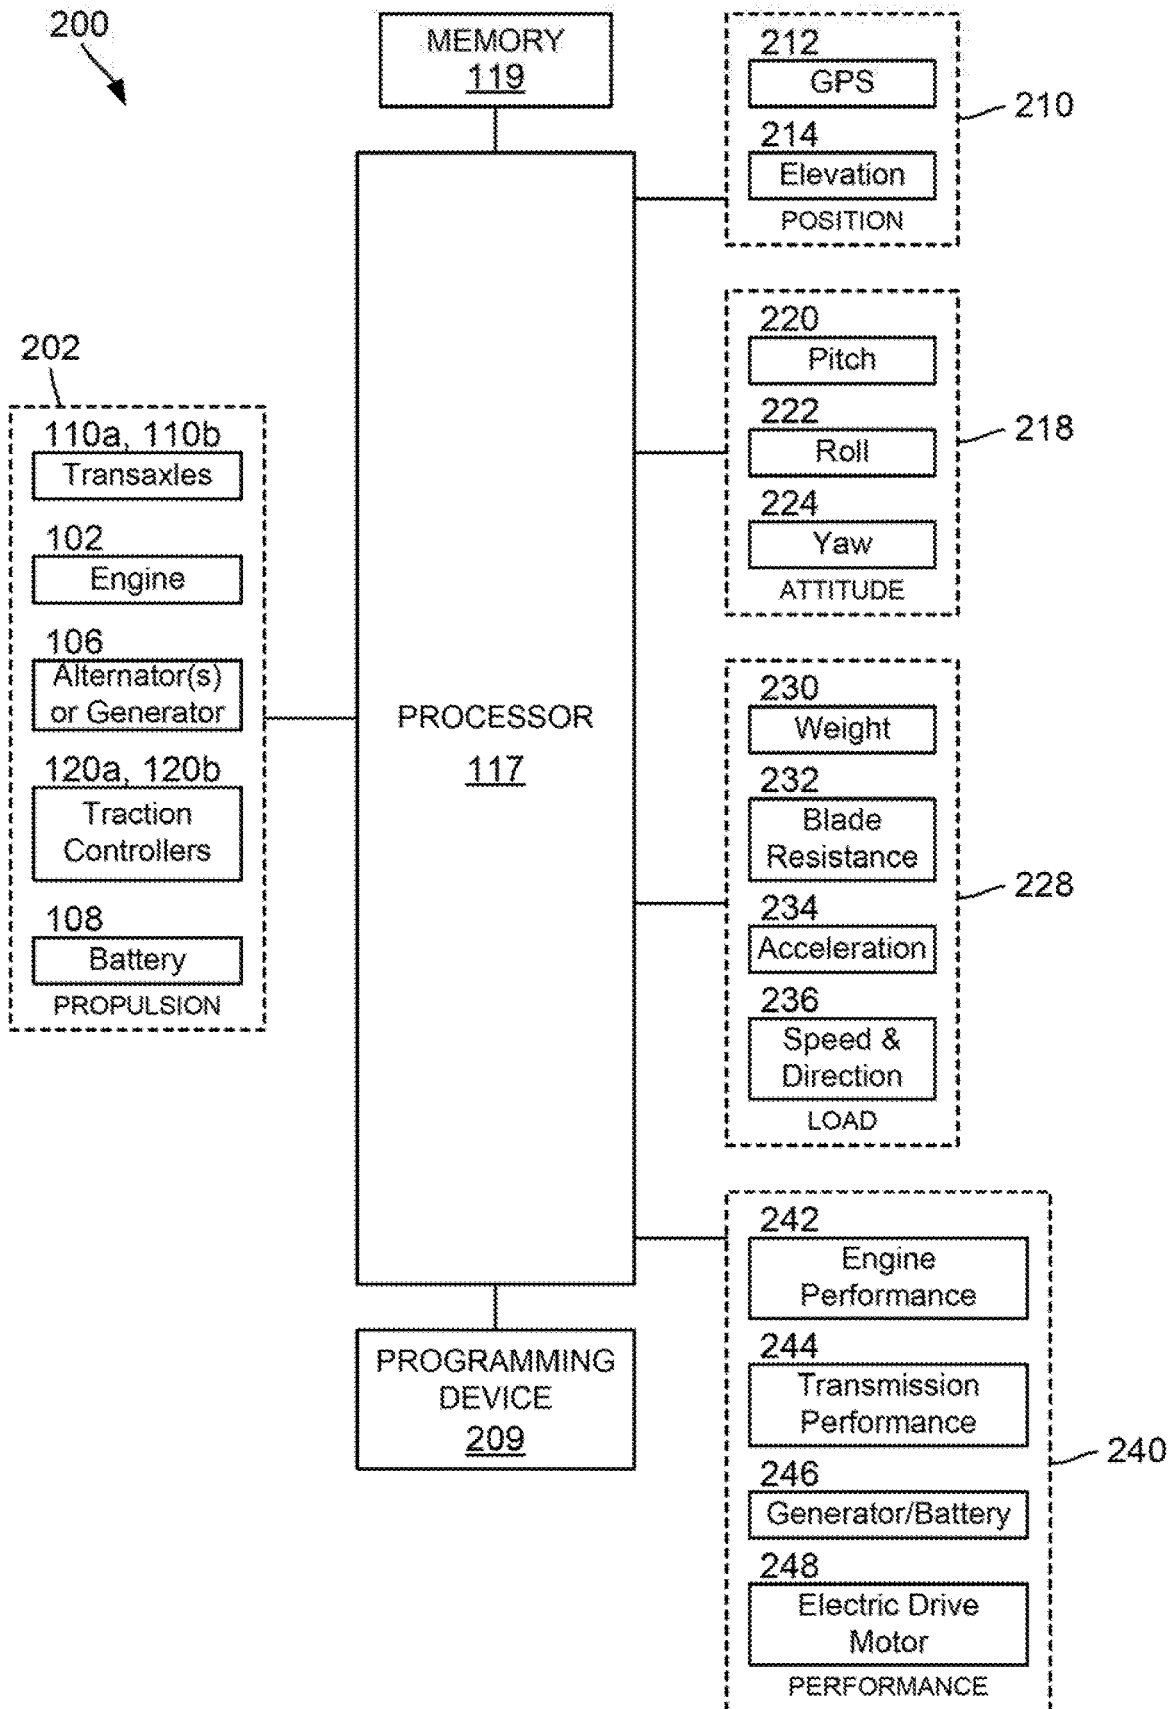 200
MEMORY
119
212
GPS
214
Elevation
POSITION
210
220
Pitch
222
Roll
224
Yaw
ATTITUDE
218
202
110a, 110b
Transaxles
102
Engine
106
Alternator(s)
or Generator
120a, 120b
Traction
Controllers
108
Battery
PROPULSION
PROCESSOR
117
230
Weight
232
Blade
Resistance
234
Acceleration
236
Speed &
Direction
LOAD
228
PROGRAMMING
DEVICE
209
242
Engine
Performance
244
Transmission
Performance
246
Generator/Battery
248
Electric Drive
Motor
PERFORMANCE
240